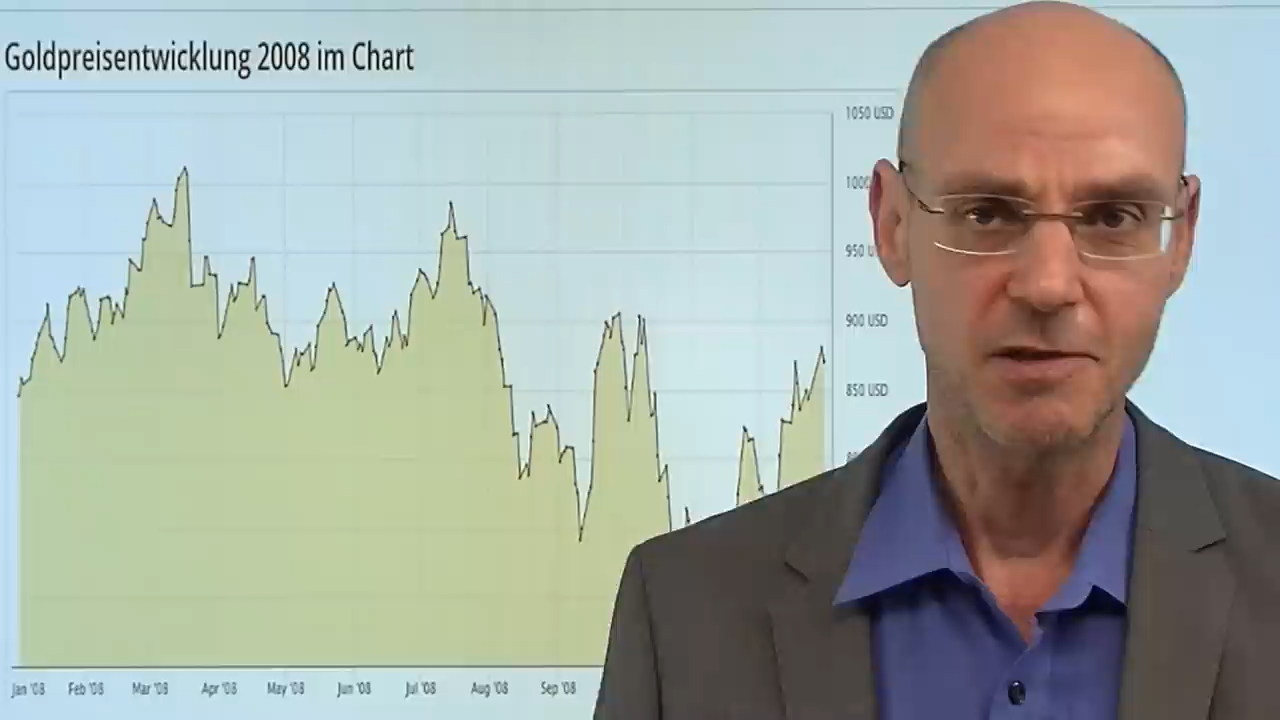 Goldpreisentwicklung 2008 im Chart
1050 USD
950
900 USD
850 USD
Jan '08 Feb '08 Mar '08 Apr '08 May '08 Jun '08 Jul '08 Aug '08 Sep '08